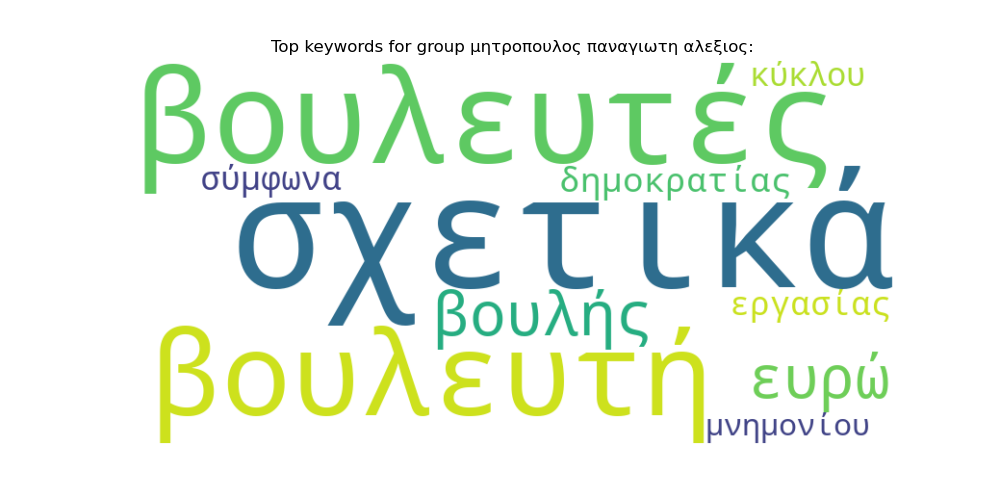 Top keywords for group μητροπουλος παναγιωτη αλεξιος:
κύκλου
βουλευτές
σύμφωνα
δημοκρατίας
σχετικά
βουλής
εργασίας
βουλευτή
ευρώ
μνημονίου